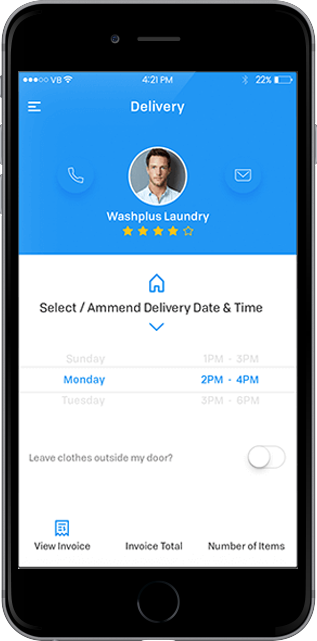 VB 4:21 PM 22%
Delivery
Washplus Laundry
Select / Ammend Delivery Date & Time
Sunday 1PM - 3PM
Monday 2PM - 4PM
Tuesday 3PM - 6PM
Leave clothes outside my door?
View Invoice Invoice Total Number of Items